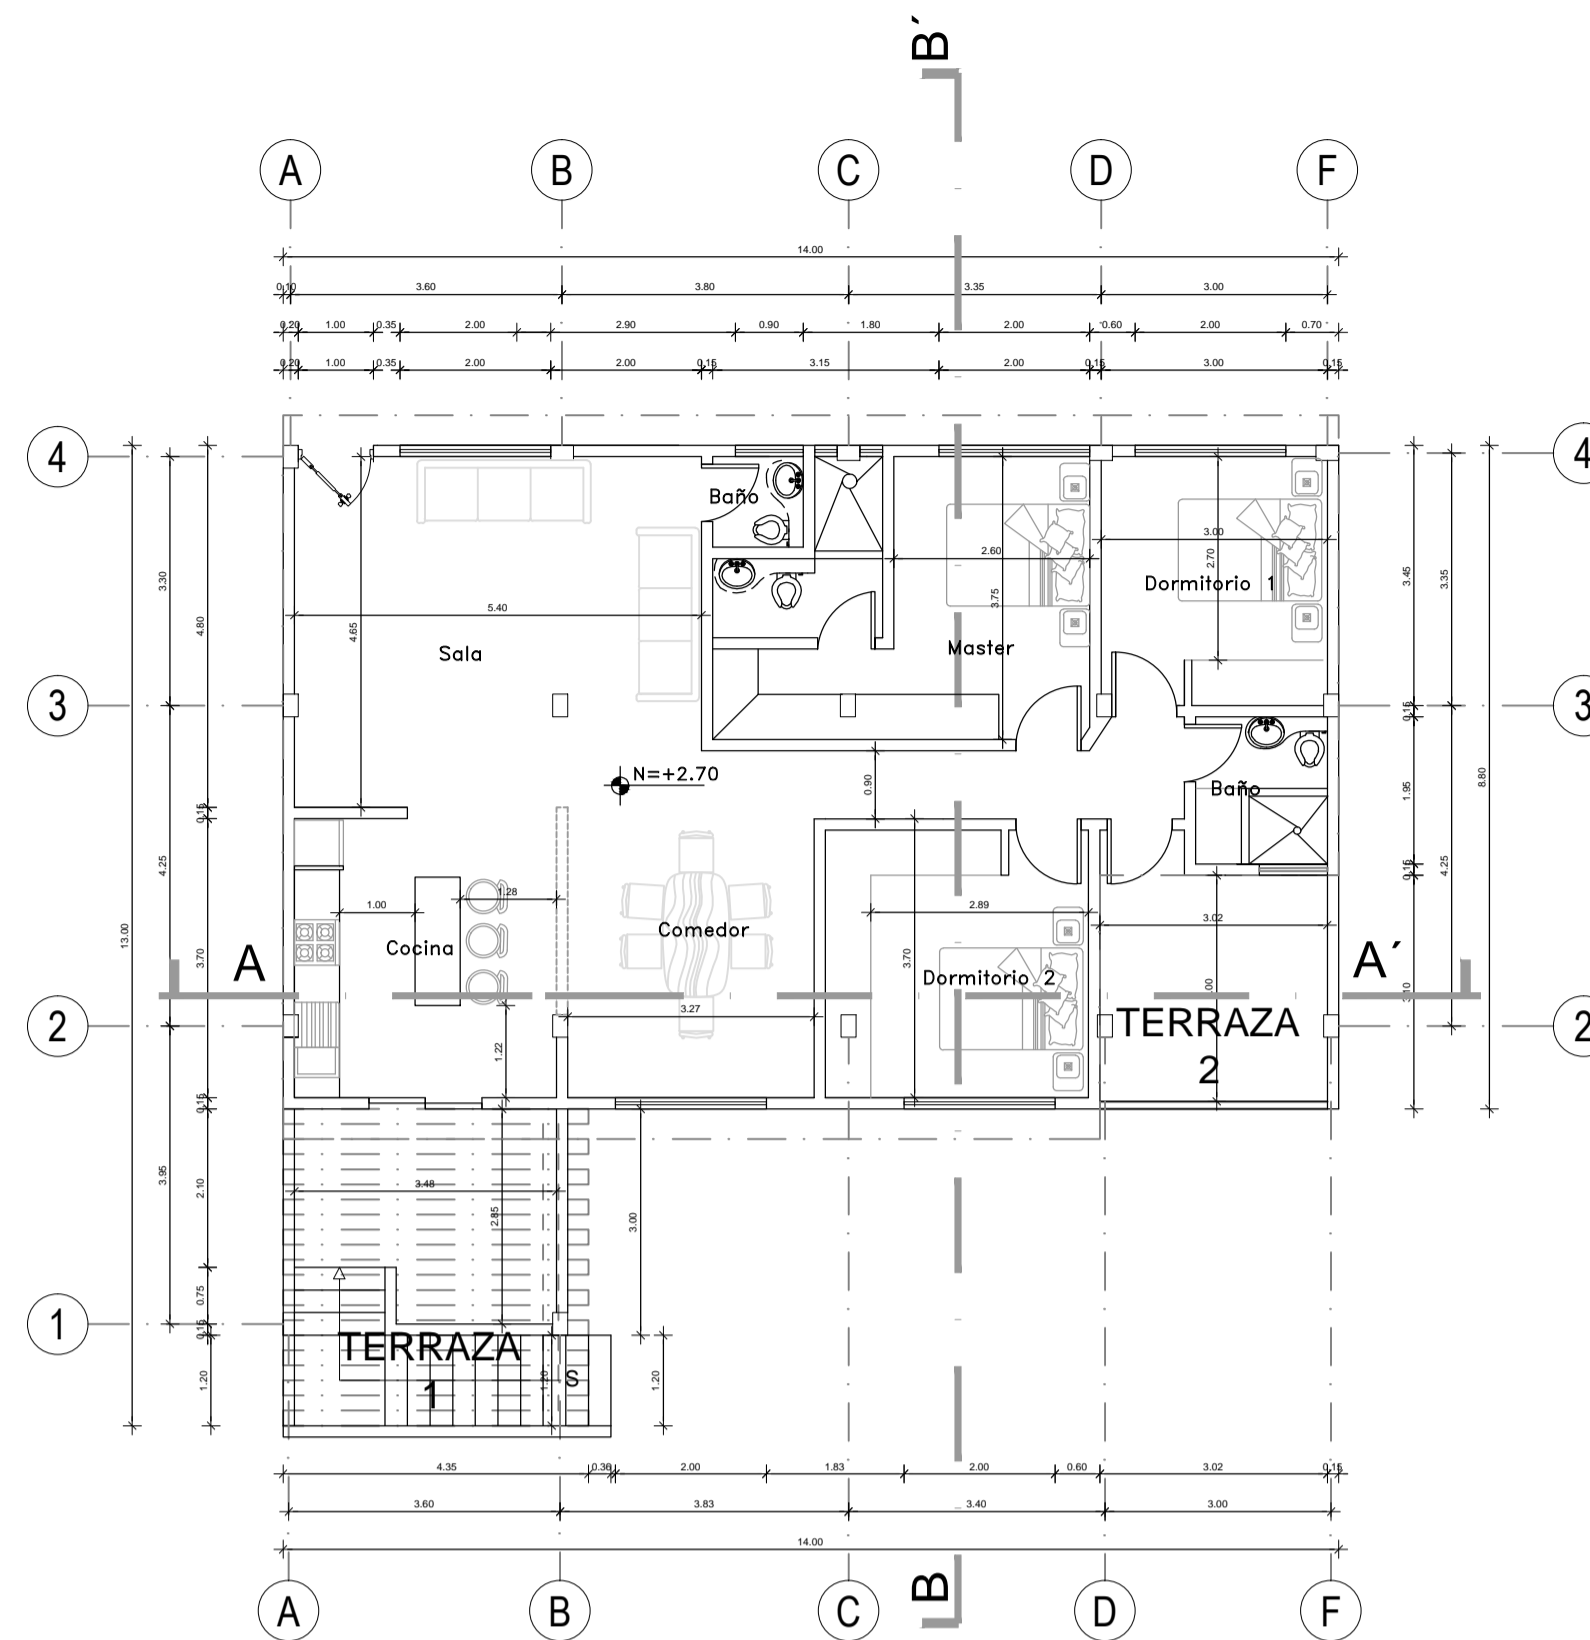 B´
A B C D F
14.00
0.10 3.60 3.80 3.35 3.00
0.20 1.00 0.35 2.00 2.90 0.90 1.80 2.00 0.60 2.00 0.70
0.20 1.00 0.35 2.00 2.00 0.15 3.15 2.00 0.15 3.00 0.15
4 4
Baño
3.00
2.60 2.70
3.30 3.45 3.35
Dormitorio 1
3.75
5.40
4.80 4.65
Sala Master
3 3
0.15
N=+2.70
0.90 Baño 1.95 8.80
0.15
4.25 0.15 4.25
1.28
1.00 2.89
3.02
13.00 3.70 Cocina Comedor 3.70
A A´
Dormitorio 2
.00 3.10
3.27
2 TERRAZA 2
1.22 2
0.15
3.95 2.10 3.48 2.85 3.00
0.75
1 0.15
TERRAZA
1.20 1 1.20 S 1.20
4.35 0.36 2.00 1.83 2.00 0.60 3.02 0.15
3.60 3.83 3.40 3.00
14.00
B
A B C D F